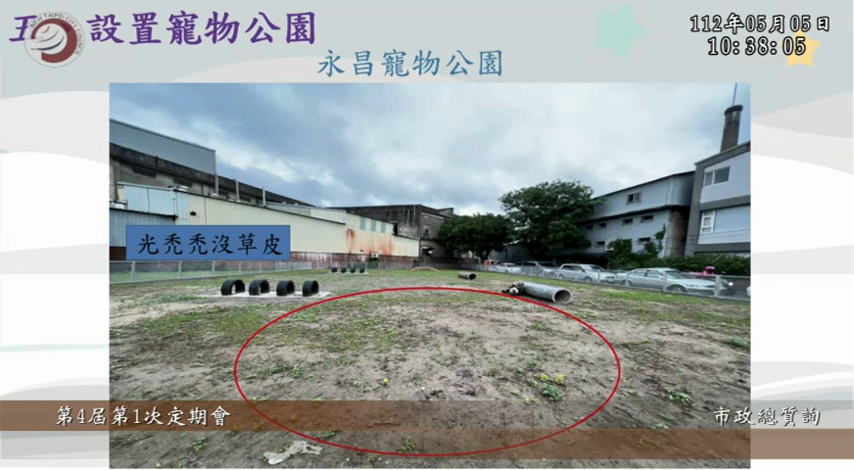 五、設置寵物公園
112年05月05日
10:38:05
永昌寵物公園
光禿禿沒草皮
第4屆第1次定期會
市政總質詢